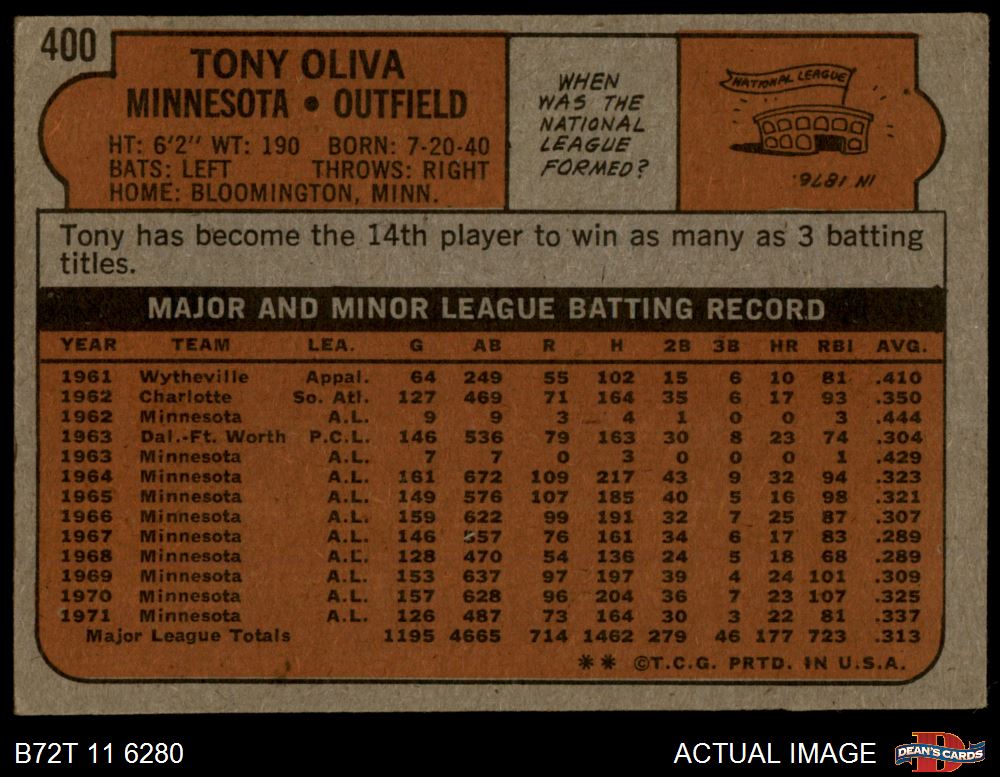 400
TONY OLIVA
MINNESOTA • OUTFIELD
HT: 6'2" WT: 190 BORN: 7-20-40
BATS: LEFT THROWS: RIGHT
HOME: BLOOMINGTON, MINN.
WHEN
WAS THE
NATIONAL
LEAGUE
FORMED?
NATIONAL LEAGUE
IN 1876.
Tony has become the 14th player to win as many as 3 batting
titles.
MAJOR AND MINOR LEAGUE BATTING RECORD
YEAR TEAM LEA. G AB R H 2B 3B HR RBI AVG.
1961 Wytheville Appal. 64 249 55 102 15 6 10 81 .410
1962 Charlotte So. Atl. 127 469 71 164 35 6 17 93 .350
1962 Minnesota A.L. 9 9 3 4 1 0 0 3 .444
1963 Dal.-Ft. Worth P.C.L. 146 536 79 163 30 8 23 74 .304
1963 Minnesota A.L. 7 7 0 3 0 0 0 1 .429
1964 Minnesota A.L. 161 672 109 217 43 9 32 94 .323
1965 Minnesota A.L. 149 576 107 185 40 5 16 98 .321
1966 Minnesota A.L. 159 622 99 191 32 7 25 87 .307
1967 Minnesota A.L. 146 557 76 161 34 6 17 83 .289
1968 Minnesota A.L. 128 470 54 136 24 5 18 68 .289
1969 Minnesota A.L. 153 637 97 197 39 4 24 101 .309
1970 Minnesota A.L. 157 628 96 204 36 7 23 107 .325
1971 Minnesota A.L. 126 487 73 164 30 3 22 81 .337
Major League Totals 1195 4665 714 1462 279 46 177 723 .313
** ©T.C.G. PRTD. IN U.S.A.
B72T 11 6280
ACTUAL IMAGE
D
DEAN'S CARDS